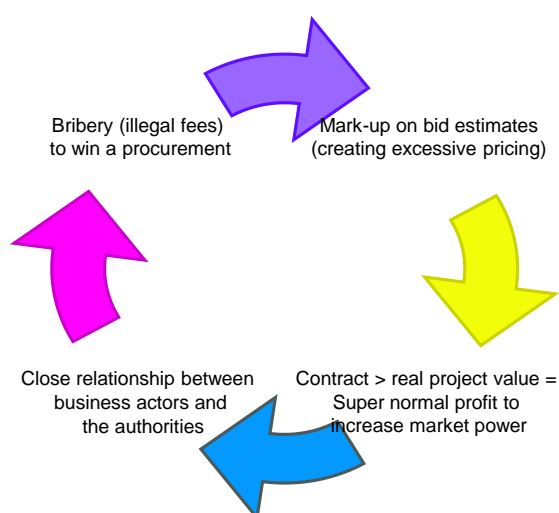 Bribery (illegal fees)
to win a procurement
Mark-up on bid estimates
(creating excessive pricing)
Contract > real project value =
Super normal profit to
increase market power
Close relationship between
business actors and
the authorities